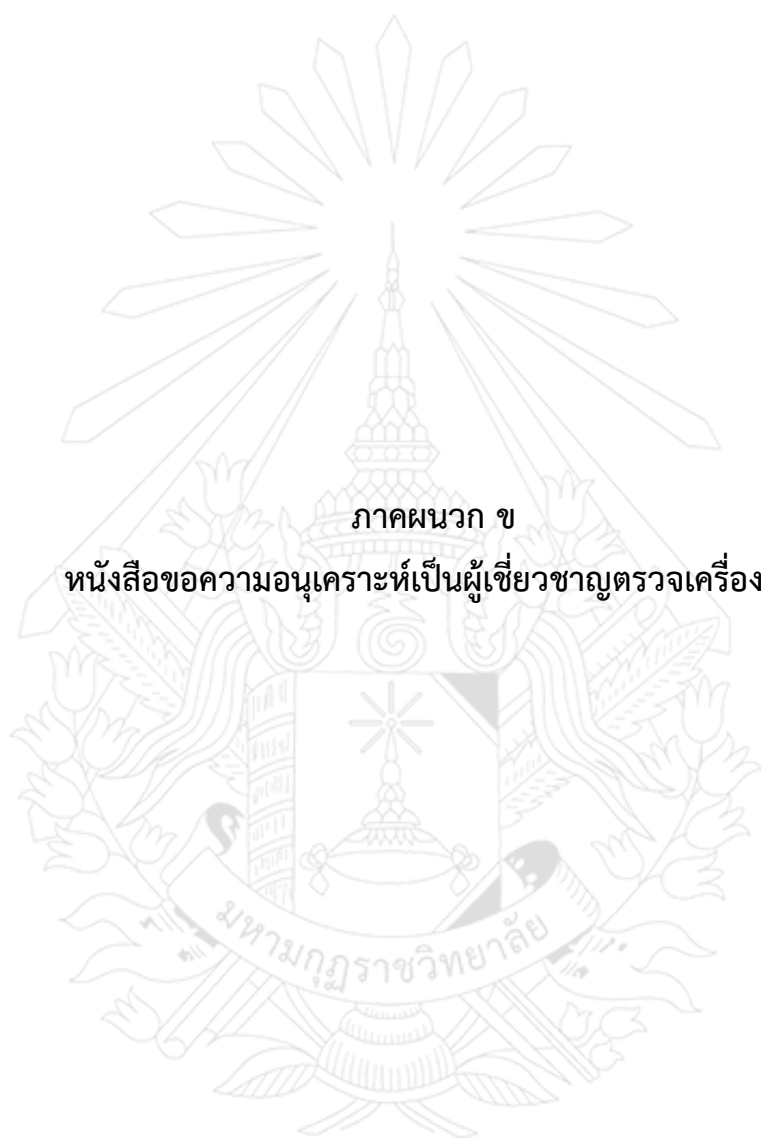 ภาคผนวก ข
หนังสือขอความอนุเคราะห์เป็นผู้เชี่ยวชาญตรวจเครื่อง
มหามกุฏราชวิทยาลัย